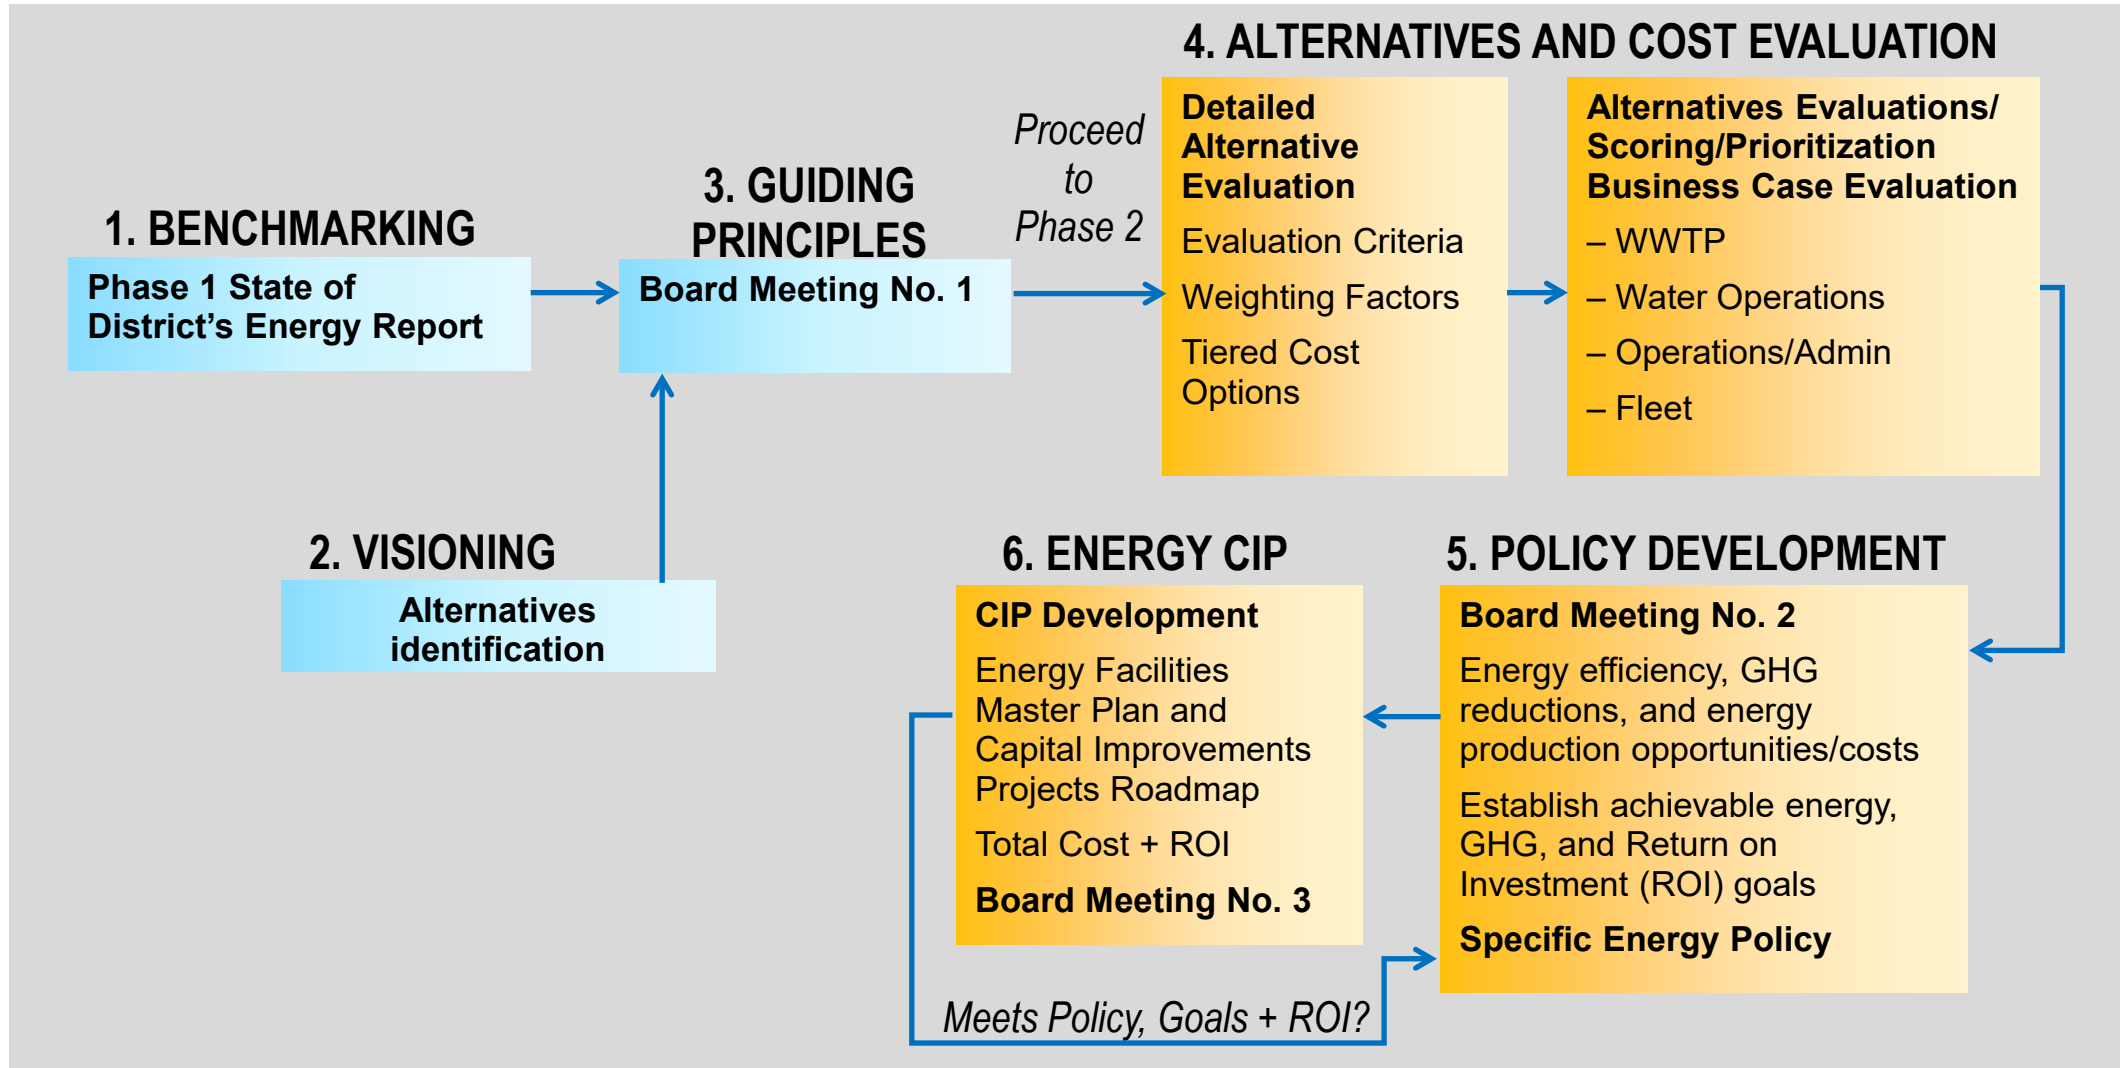 1. BENCHMARKING
Phase 1 State of
District’s Energy Report
2. VISIONING
Alternatives
identification
3. GUIDING
PRINCIPLES
Board Meeting No. 1
Proceed
to
Phase 2
4. ALTERNATIVES AND COST EVALUATION
Detailed
Alternative
Evaluation
Evaluation Criteria
Weighting Factors
Tiered Cost
Options
Alternatives Evaluations/
Scoring/Prioritization
Business Case Evaluation
– WWTP
– Water Operations
– Operations/Admin
– Fleet
5. POLICY DEVELOPMENT
Board Meeting No. 2
Energy efficiency, GHG
reductions, and energy
production opportunities/costs
Establish achievable energy,
GHG, and Return on
Investment (ROI) goals
Specific Energy Policy
6. ENERGY CIP
CIP Development
Energy Facilities
Master Plan and
Capital Improvements
Projects Roadmap
Total Cost + ROI
Board Meeting No. 3
Meets Policy, Goals + ROI?